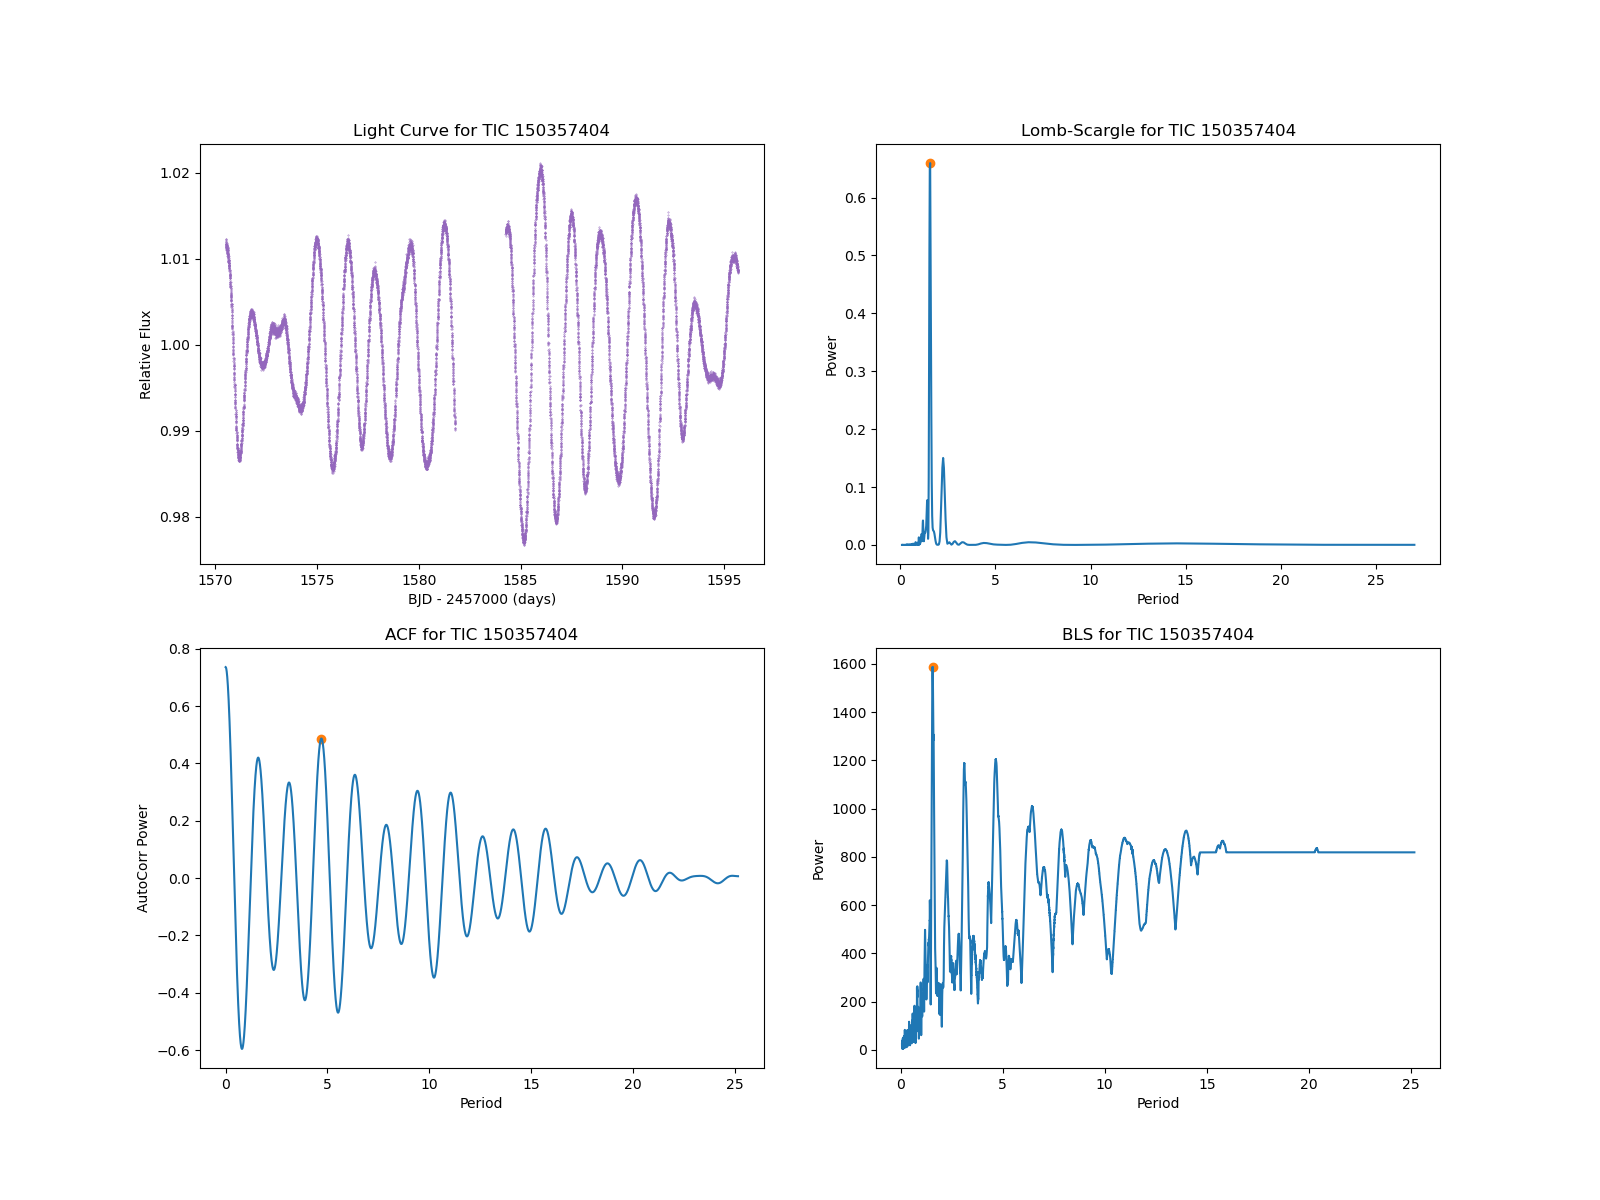 Light Curve for TIC 150357404
1.02
1.01
1.00
0.99
0.98
Relative Flux
1570 1575 1580 1585 1590 1595
BJD - 2457000 (days)
Lomb-Scargle for TIC 150357404
0.6
0.5
0.4
0.3
0.2
0.1
0.0
Power
0 5 10 15 20 25
Period
ACF for TIC 150357404
0.8
0.6
0.4
0.2
0.0
−0.2
−0.4
−0.6
AutoCorr Power
0 5 10 15 20 25
Period
BLS for TIC 150357404
1600
1400
1200
1000
800
600
400
200
0
Power
0 5 10 15 20 25
Period